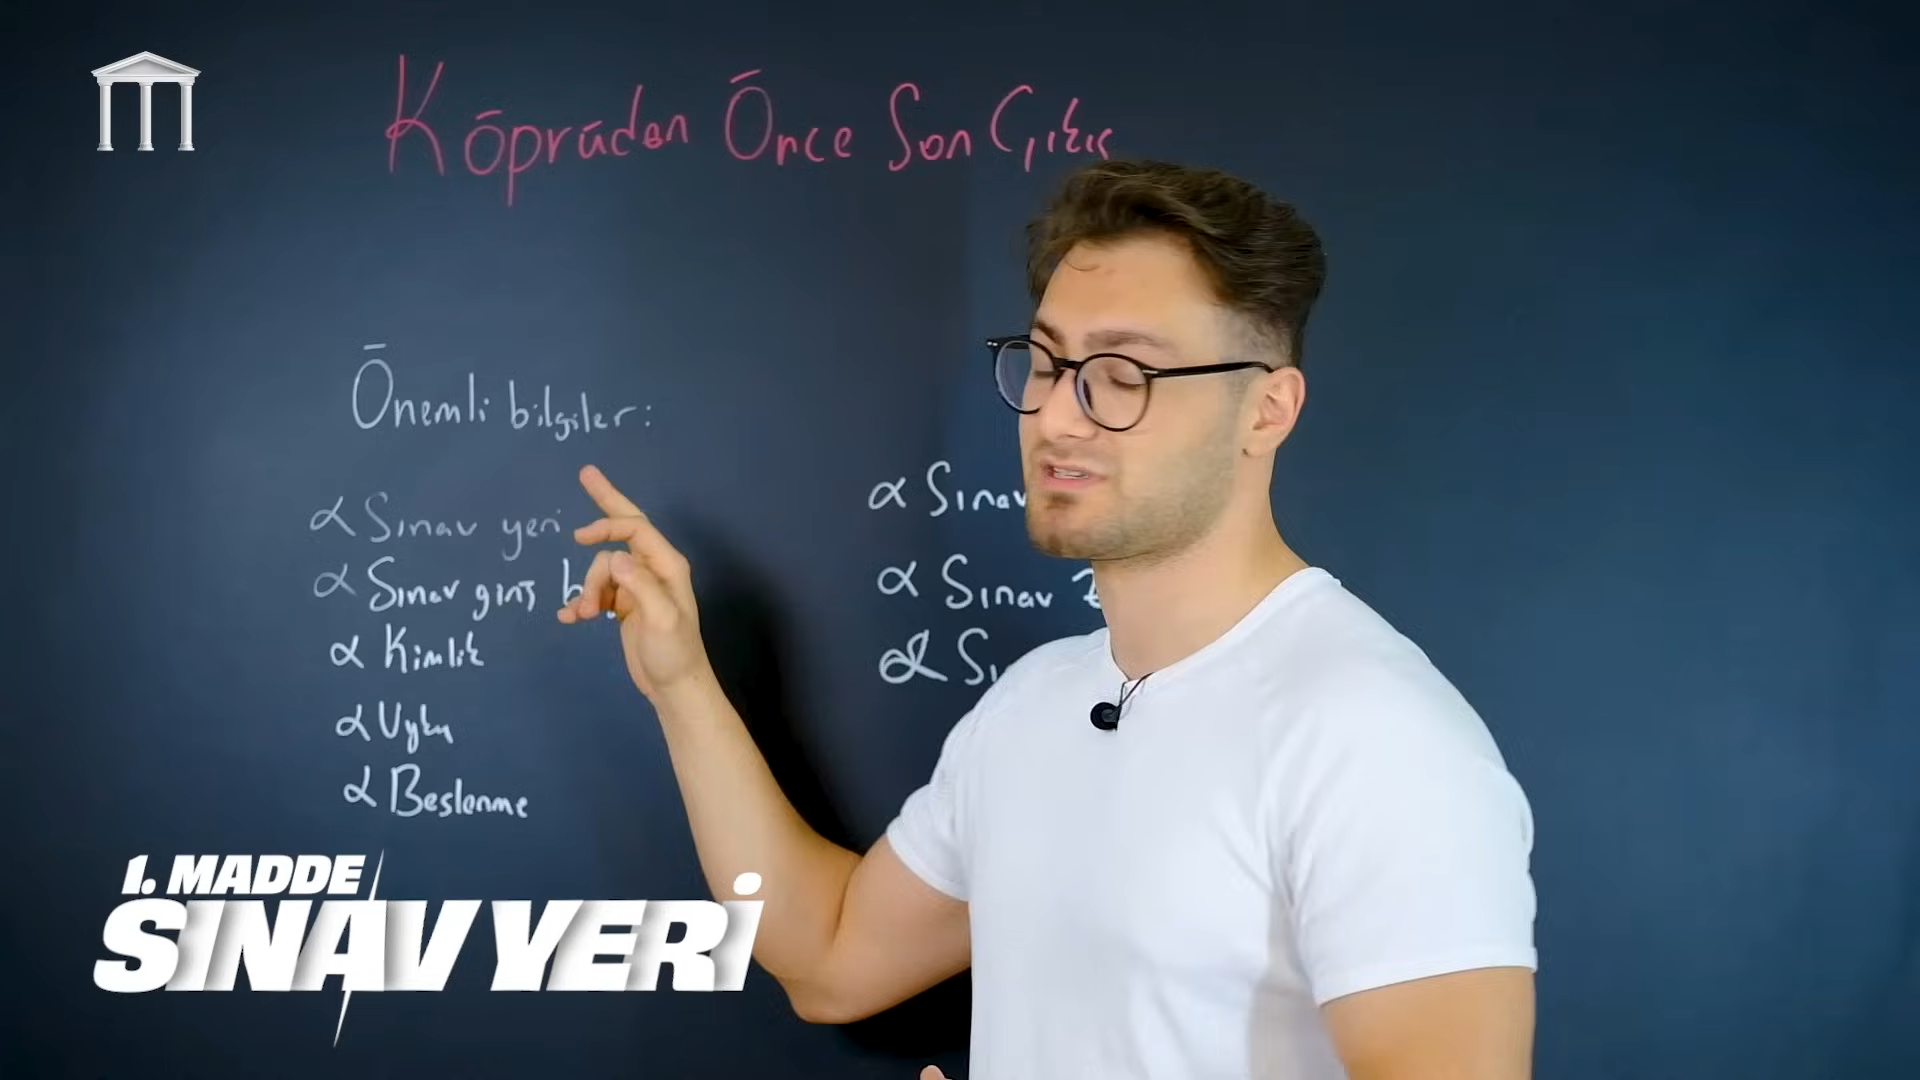 Köprüden Önce Son Çıkış
Önemli bilgiler:
α Sınav yeri
α Sınav giriş
α Kimlik
α Uyku
α Beslenme
α Sınav
α Sınav
α
1. MADDE
SINAV YERİ